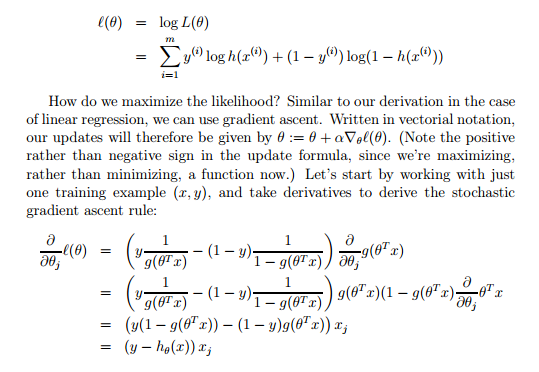 ℓ(θ) = log L(θ)
= ∑_{i=1}^{m} y^{(i)} log h(x^{(i)}) + (1 − y^{(i)}) log(1 − h(x^{(i)}))
How do we maximize the likelihood? Similar to our derivation in the case
of linear regression, we can use gradient ascent. Written in vectorial notation,
our updates will therefore be given by θ := θ + α∇_θℓ(θ). (Note the positive
rather than negative sign in the update formula, since we're maximizing,
rather than minimizing, a function now.) Let's start by working with just
one training example (x, y), and take derivatives to derive the stochastic
gradient ascent rule:
∂/∂θ_j ℓ(θ) = (y 1/g(θ^T x) − (1 − y) 1/(1 − g(θ^T x))) ∂/∂θ_j g(θ^T x)
= (y 1/g(θ^T x) − (1 − y) 1/(1 − g(θ^T x))) g(θ^T x)(1 − g(θ^T x) ∂/∂θ_j θ^T x
= (y(1 − g(θ^T x)) − (1 − y)g(θ^T x)) x_j
= (y − h_θ(x)) x_j